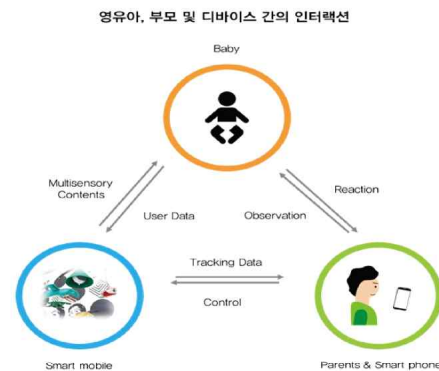 영유아, 부모 및 디바이스 간의 인터랙션
Baby
Multisensory
Contents
User Data
Observation
Reaction
Tracking Data
Control
Smart mobile
Parents & Smart phone